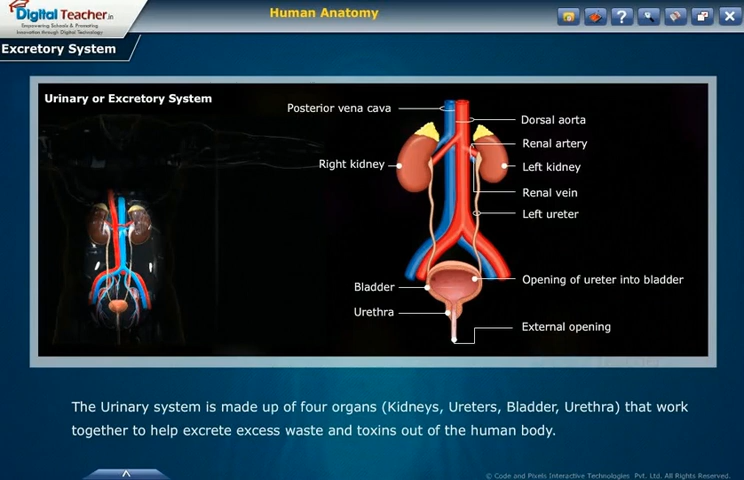 Digital Teacher.in
Empowering Schools & Promoting
Innovation through Digital Technology
Human Anatomy
?
Excretory System
Urinary or Excretory System
Posterior vena cava
Dorsal aorta
Renal artery
Right kidney
Left kidney
Renal vein
Left ureter
Opening of ureter into bladder
Bladder
Urethra
External opening
The Urinary system is made up of four organs (Kidneys, Ureters, Bladder, Urethra) that work
together to help excrete excess waste and toxins out of the human body.
© Code and Pixels Interactive Technologies Pvt. Ltd. All Rights Reserved.